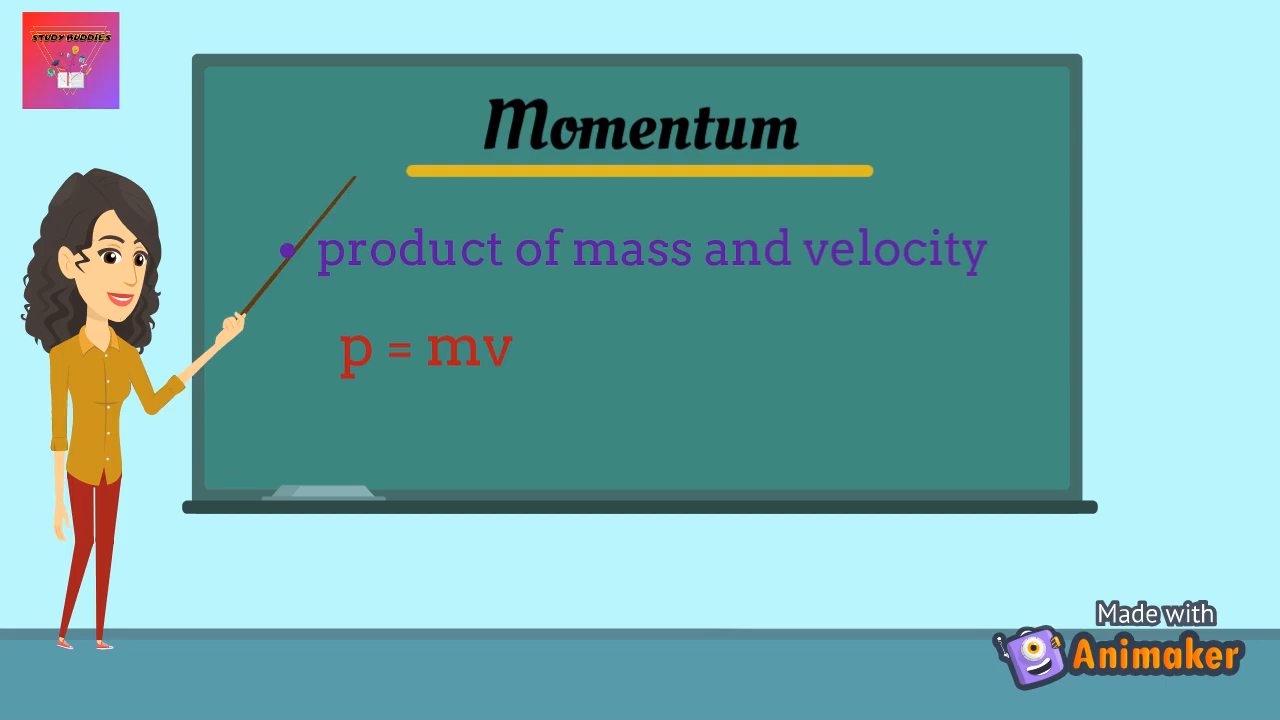 STUDY BUDDIES
Momentum
• product of mass and velocity
p = mv
Made with
Animaker